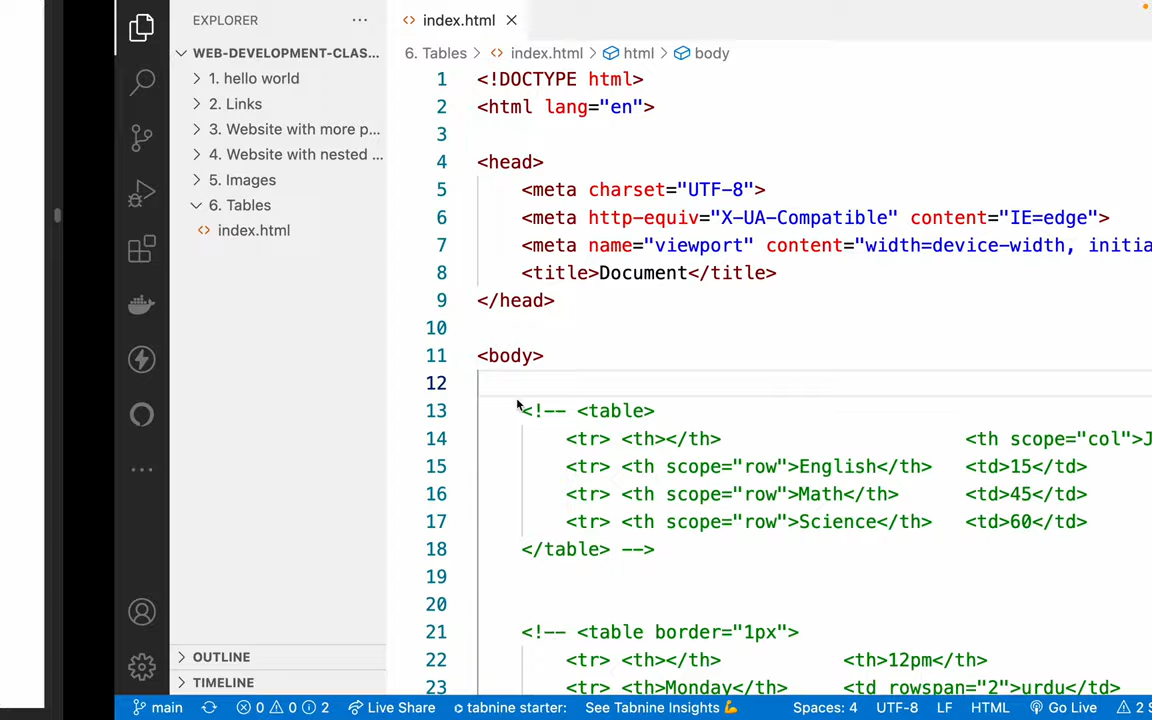 EXPLORER
index.html
WEB-DEVELOPMENT-CLAS...
1. hello world
2. Links
3. Website with more p...
4. Website with nested ...
5. Images
6. Tables
index.html
OUTLINE
TIMELINE
6. Tables > index.html > html > body
1 <!DOCTYPE html>
2 <html lang="en">
3
4 <head>
5 <meta charset="UTF-8">
6 <meta http-equiv="X-UA-Compatible" content="IE=edge">
7 <meta name="viewport" content="width=device-width, initia
8 <title>Document</title>
9 </head>
10
11 <body>
12
13 <!-- <table>
14 <tr> <th></th> <th scope="col">J
15 <tr> <th scope="row">English</th> <td>15</td>
16 <tr> <th scope="row">Math</th> <td>45</td>
17 <tr> <th scope="row">Science</th> <td>60</td>
18 </table> -->
19
20
21 <!-- <table border="1px">
22 <tr> <th></th> <th>12pm</th>
23 <tr> <th>Monday</th> <td rowspan="2">urdu</td>
main 0 0 2 Live Share tabnine starter: See Tabnine Insights 💪 Spaces: 4 UTF-8 LF HTML Go Live 2 S